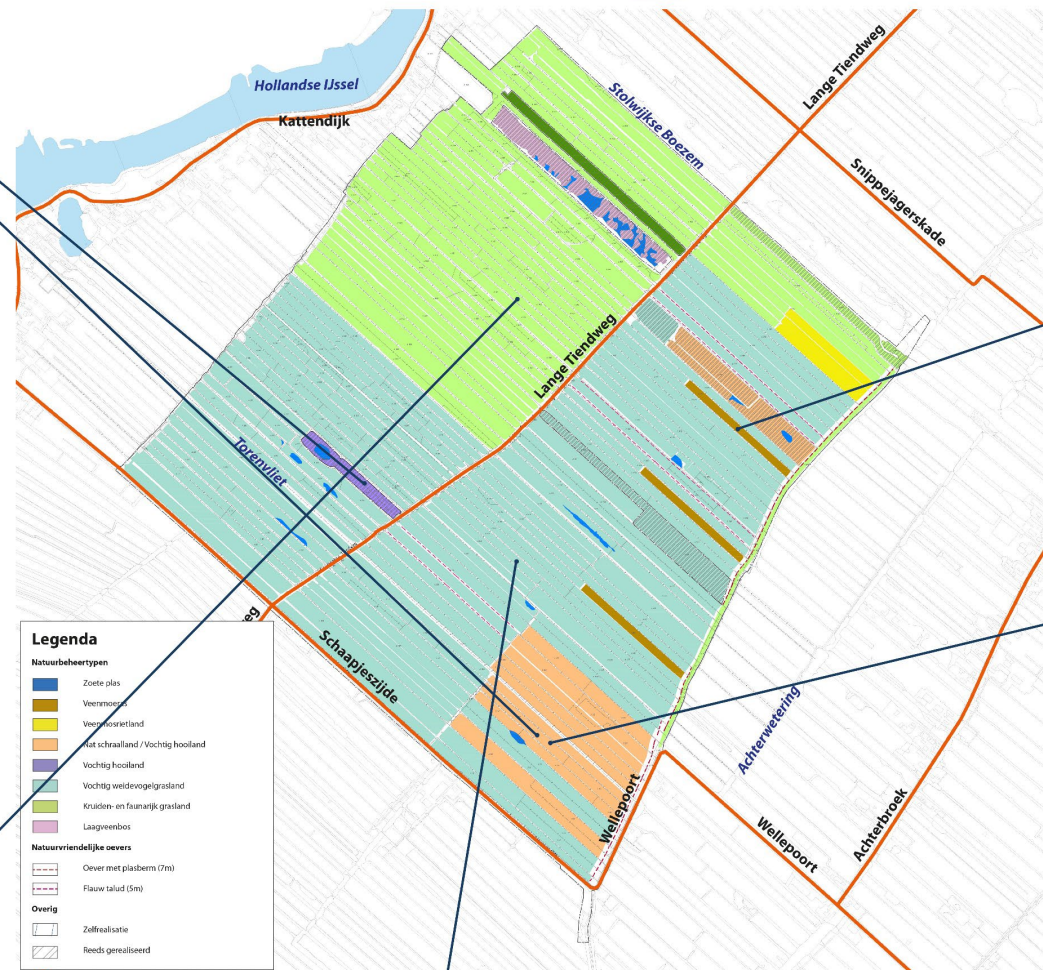 Hollandse IJssel
Kattendijk
Stolwijkse Boezem
Lange Tiendweg
Snippejagerskade
Lange Tiendweg
Torenvliet
eg
Schaapjeszijde
Achterwetering
Wellepoort
Wellepoort
Achterbroek
Legenda
Natuurbeheertypen
Zoete plas
Veenmoeras
Veenmosrietland
Nat schraalland / Vochtig hooiland
Vochtig hooiland
Vochtig weidevogelgrasland
Kruiden- en faunarijk grasland
Laagveenbos
Natuurvriendelijke oevers
Oever met plasberm (7m)
Flauw talud (5m)
Overig
Zelfrealisatie
Reeds gerealiseerd